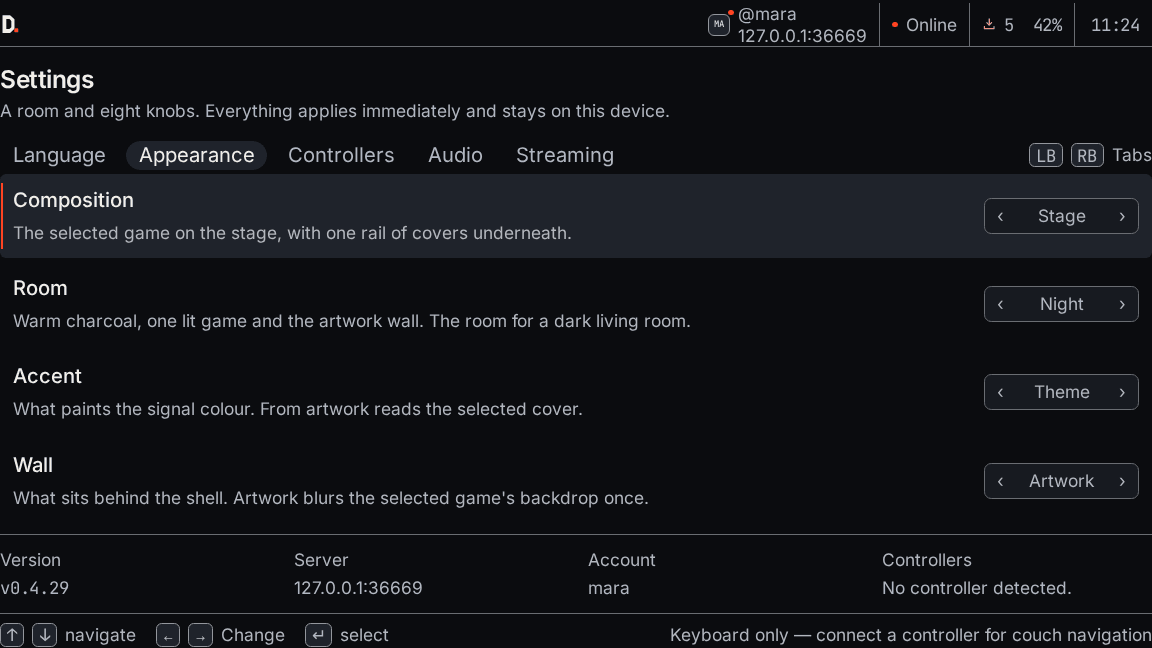 D.
MA
@mara
127.0.0.1:36669
Online
5 42%
11:24
Settings
A room and eight knobs. Everything applies immediately and stays on this device.
Language Appearance Controllers Audio Streaming LB RB Tabs
Composition
The selected game on the stage, with one rail of covers underneath.
‹ Stage ›
Room
Warm charcoal, one lit game and the artwork wall. The room for a dark living room.
‹ Night ›
Accent
What paints the signal colour. From artwork reads the selected cover.
‹ Theme ›
Wall
What sits behind the shell. Artwork blurs the selected game's backdrop once.
‹ Artwork ›
Version Server Account Controllers
v0.4.29 127.0.0.1:36669 mara No controller detected.
↑ ↓ navigate ← → Change ↵ select Keyboard only — connect a controller for couch navigation